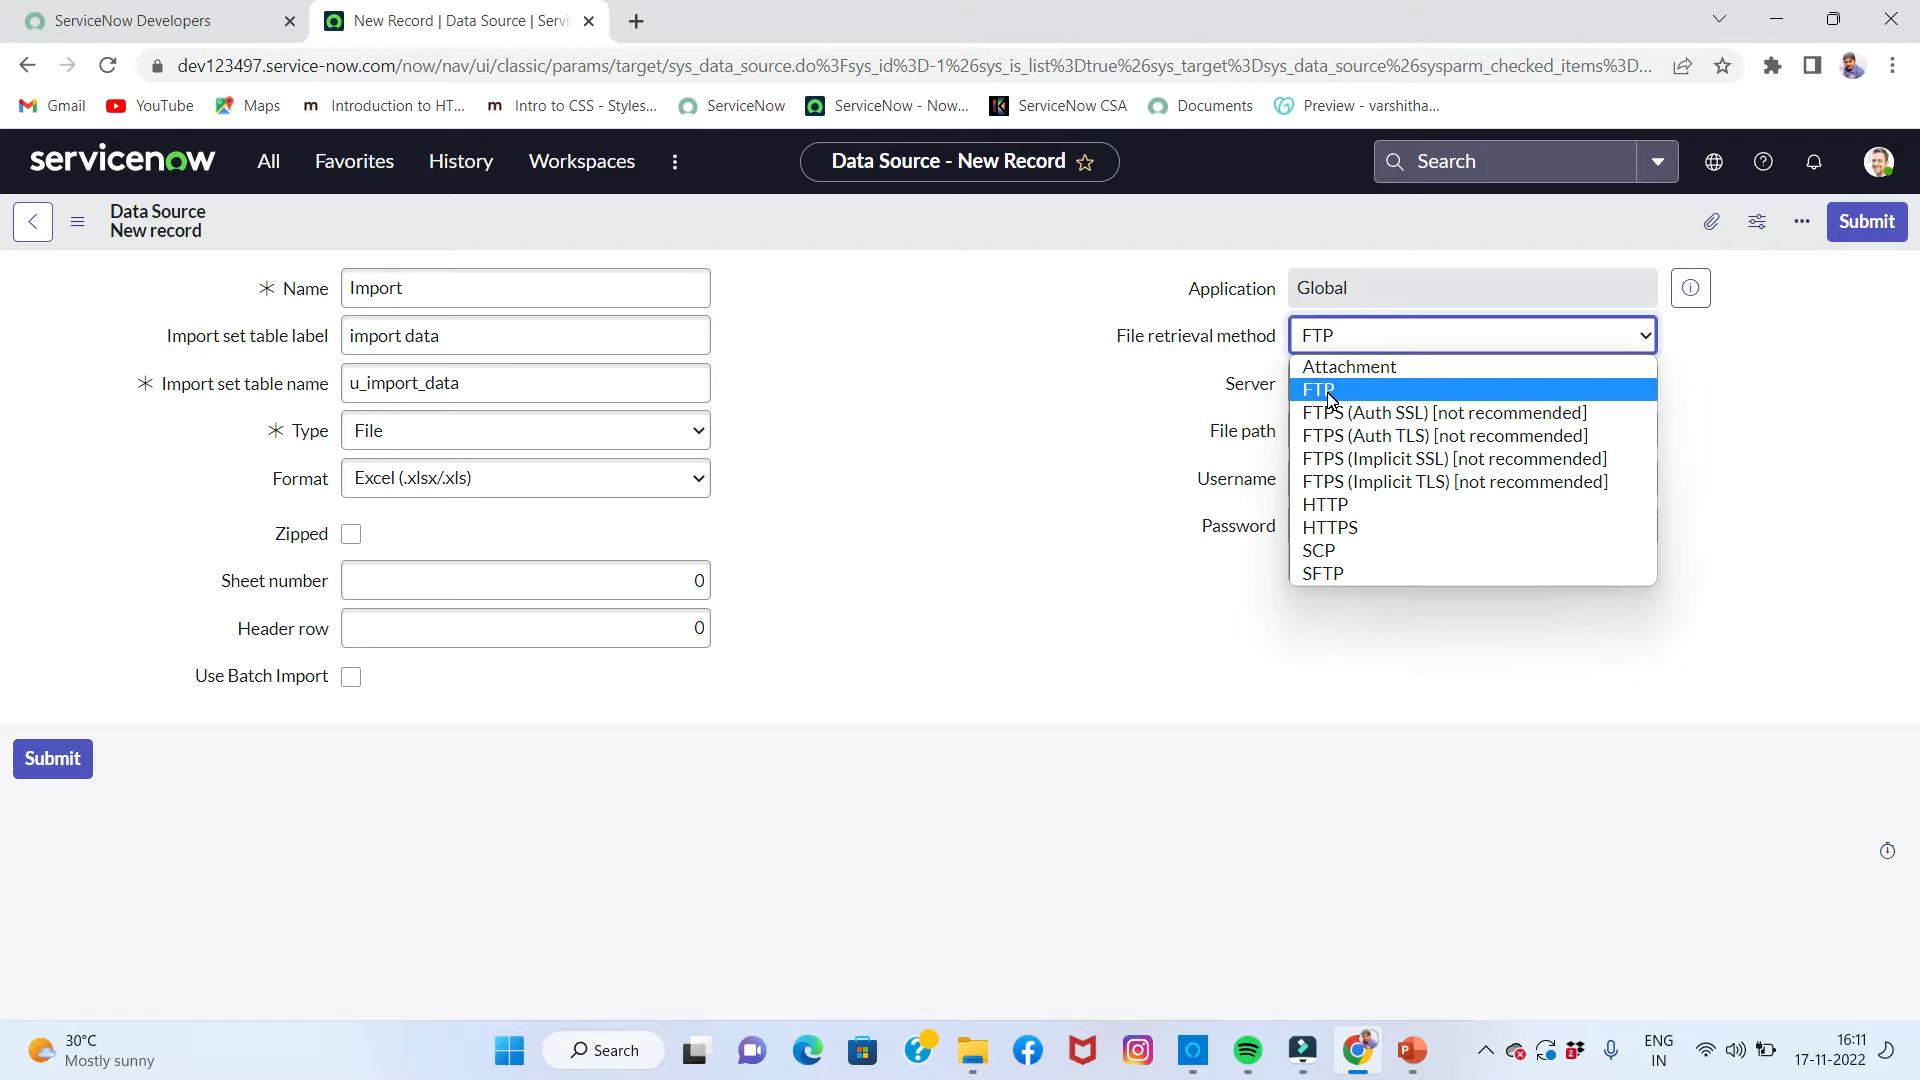 ServiceNow Developers
New Record | Data Source | Servi
dev123497.service-now.com/now/nav/ui/classic/params/target/sys_data_source.do%3Fsys_id%3D-1%26sys_is_list%3Dtrue%26sys_target%3Dsys_data_source%26sysparm_checked_items%3D...
Gmail YouTube Maps Introduction to HT... Intro to CSS - Styles... ServiceNow ServiceNow - Now... ServiceNow CSA Documents Preview - varshitha...
servicenow All Favorites History Workspaces Data Source - New Record Search
Data Source
New record
Submit
Name Import
Import set table label import data
Import set table name u_import_data
Type File
Format Excel (.xlsx/.xls)
Zipped
Sheet number 0
Header row 0
Use Batch Import
Application Global
File retrieval method FTP
Server
File path
Username
Password
Attachment
FTP
FTPS (Auth SSL) [not recommended]
FTPS (Auth TLS) [not recommended]
FTPS (Implicit SSL) [not recommended]
FTPS (Implicit TLS) [not recommended]
HTTP
HTTPS
SCP
SFTP
Submit
30°C
Mostly sunny
Search
ENG
IN
16:11
17-11-2022